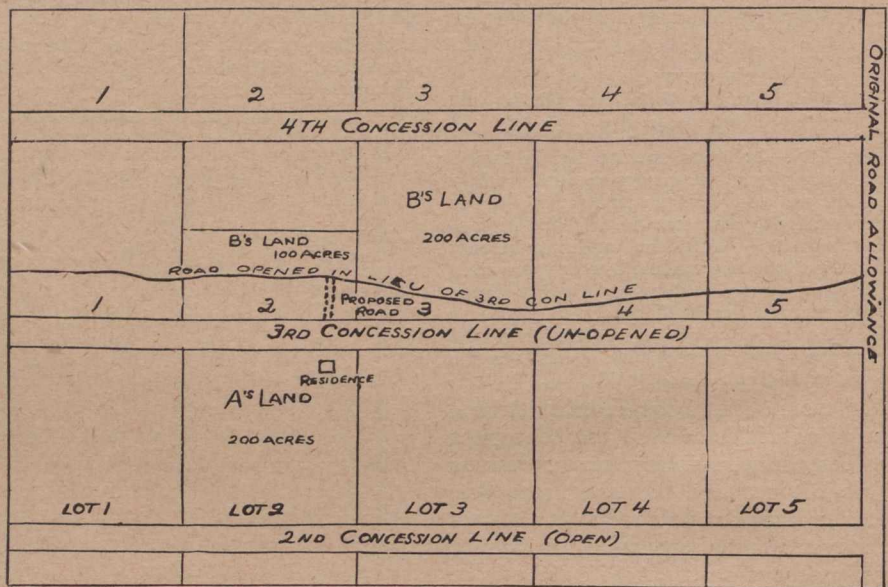 1 2 3 4 5
ORIGINAL ROAD ALLOWANCE
4TH CONCESSION LINE
B'S LAND
200 ACRES
B'S LAND
100 ACRES
ROAD OPENED IN LIEU OF 3RD CON LINE
1 2 PROPOSED ROAD 3 4 5
3RD CONCESSION LINE (UN-OPENED)
RESIDENCE
A'S LAND
200 ACRES
LOT 1 LOT 2 LOT 3 LOT 4 LOT 5
2ND CONCESSION LINE (OPEN)